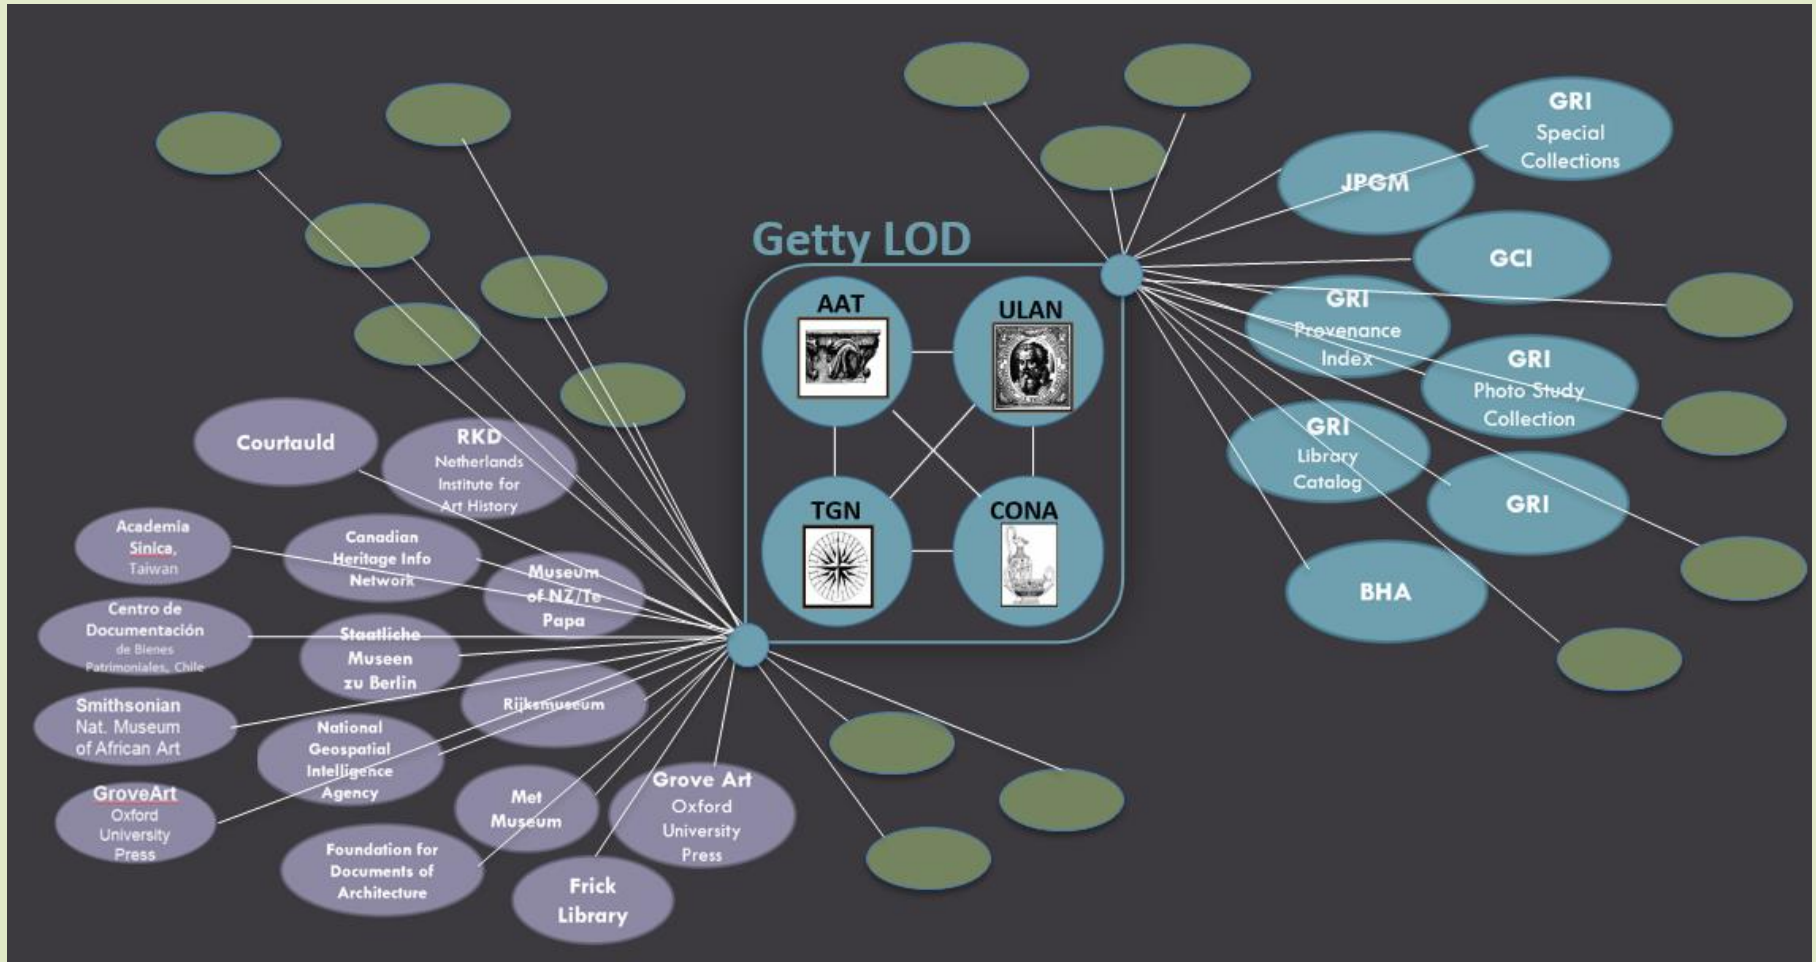 Getty LOD
AAT
ULAN
TGN
CONA
GRI
Special
Collections
JPGM
GCI
GRI
Provenance
Index
GRI
Photo Study
Collection
GRI
Library
Catalog
GRI
BHA
Courtauld
RKD
Netherlands
Institute for
Art History
Academia
Sinica,
Taiwan
Canadian
Heritage Info
Network
Museum
of NZ/Te
Papa
Centro de
Documentación
de Bienes
Patrimoniales, Chile
Staatliche
Museen
zu Berlin
Smithsonian
Nat. Museum
of African Art
Rijksmuseum
National
Geospatial
Intelligence
Agency
GroveArt
Oxford
University
Press
Met
Museum
Grove Art
Oxford
University
Press
Foundation for
Documents of
Architecture
Frick
Library